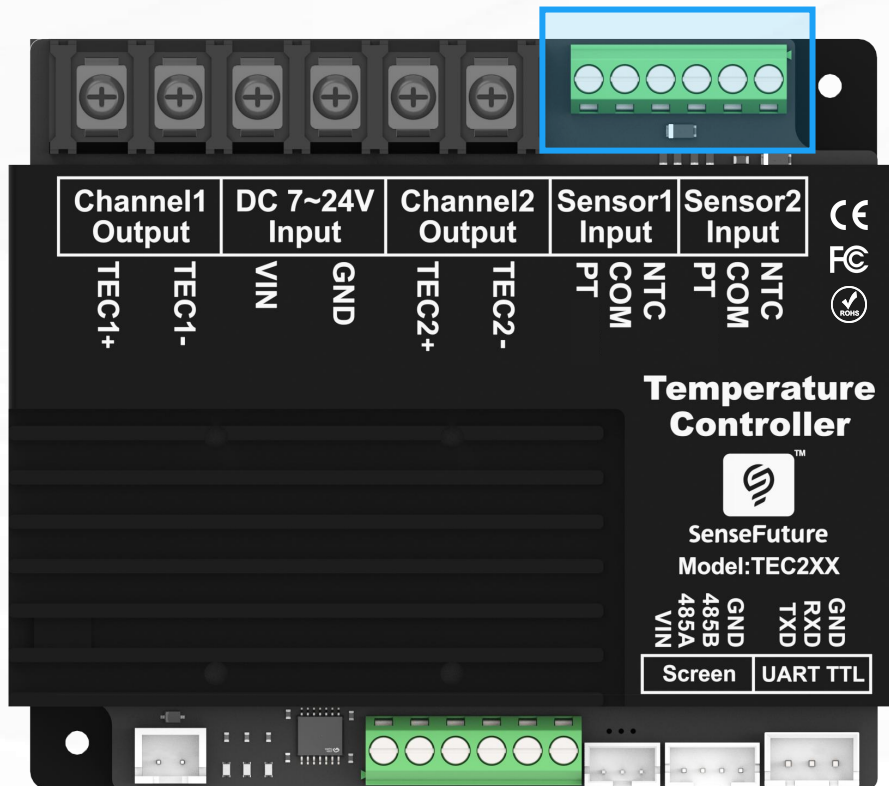 Channel1
Output
DC 7~24V
Input
Channel2
Output
Sensor1
Input
Sensor2
Input
TEC1+
TEC1-
VIN
GND
TEC2+
TEC2-
PT
COM
NTC
PT
COM
NTC
CE
FC
ROHS
Temperature
Controller
TM
SenseFuture
Model:TEC2XX
VIN
485A
485B
GND
TXD
RXD
GND
Screen
UART TTL